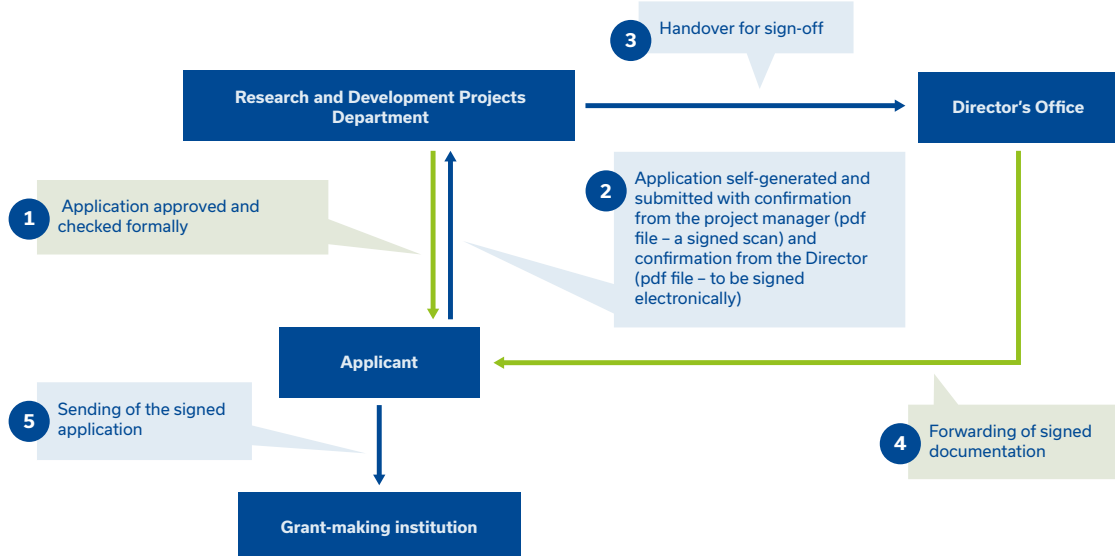 3
Handover for sign-off
Research and Development Projects
Department
Director's Office
1
Application approved and
checked formally
2
Application self-generated and
submitted with confirmation
from the project manager (pdf
file – a signed scan) and
confirmation from the Director
(pdf file – to be signed
electronically)
Applicant
5
Sending of the signed
application
4
Forwarding of signed
documentation
Grant-making institution